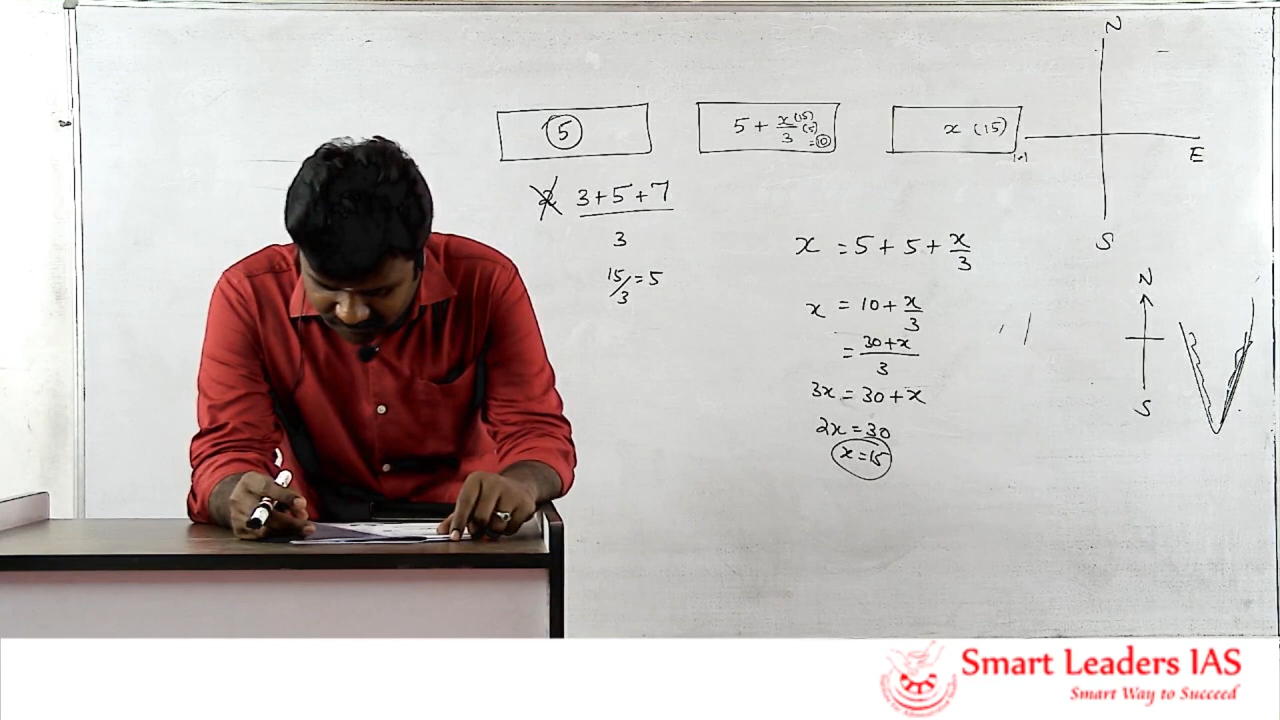 N
5
5 + x/3 (15) (5) = 10
x (15)
E
S
2 3+5+7
3
15/3 = 5
x = 5 + 5 + x/3
x = 10 + x/3
= 30+x/3
3x = 30 + x
2x = 30
x = 15
N
S
Smart Leaders IAS
Smart Way to Succeed